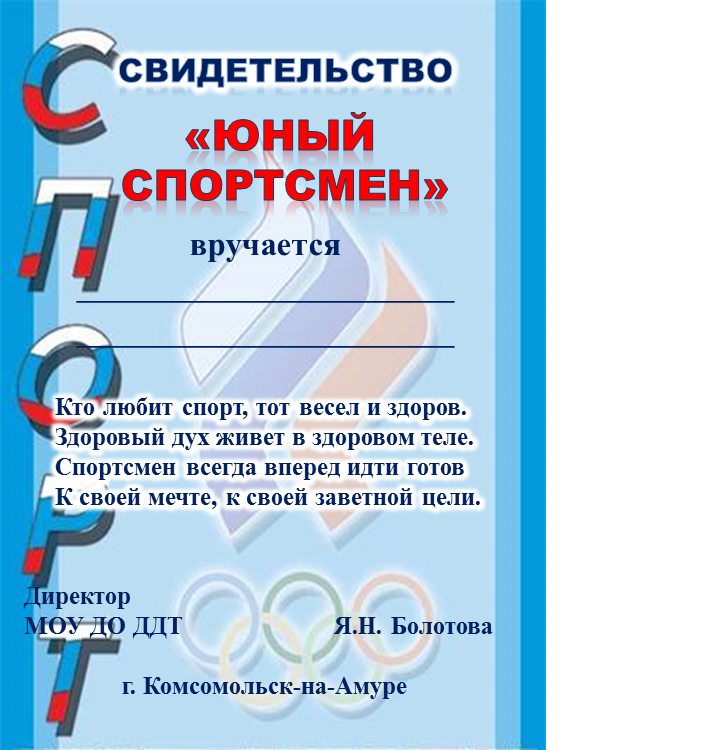 СПОРТ
СВИДЕТЕЛЬСТВО
«ЮНЫЙ
СПОРТСМЕН»
вручается
Кто любит спорт, тот весел и здоров.
Здоровый дух живет в здоровом теле.
Спортсмен всегда вперед идти готов
К своей мечте, к своей заветной цели.
Директор
МОУ ДО ДДТ Я.Н. Болотова
г. Комсомольск-на-Амуре